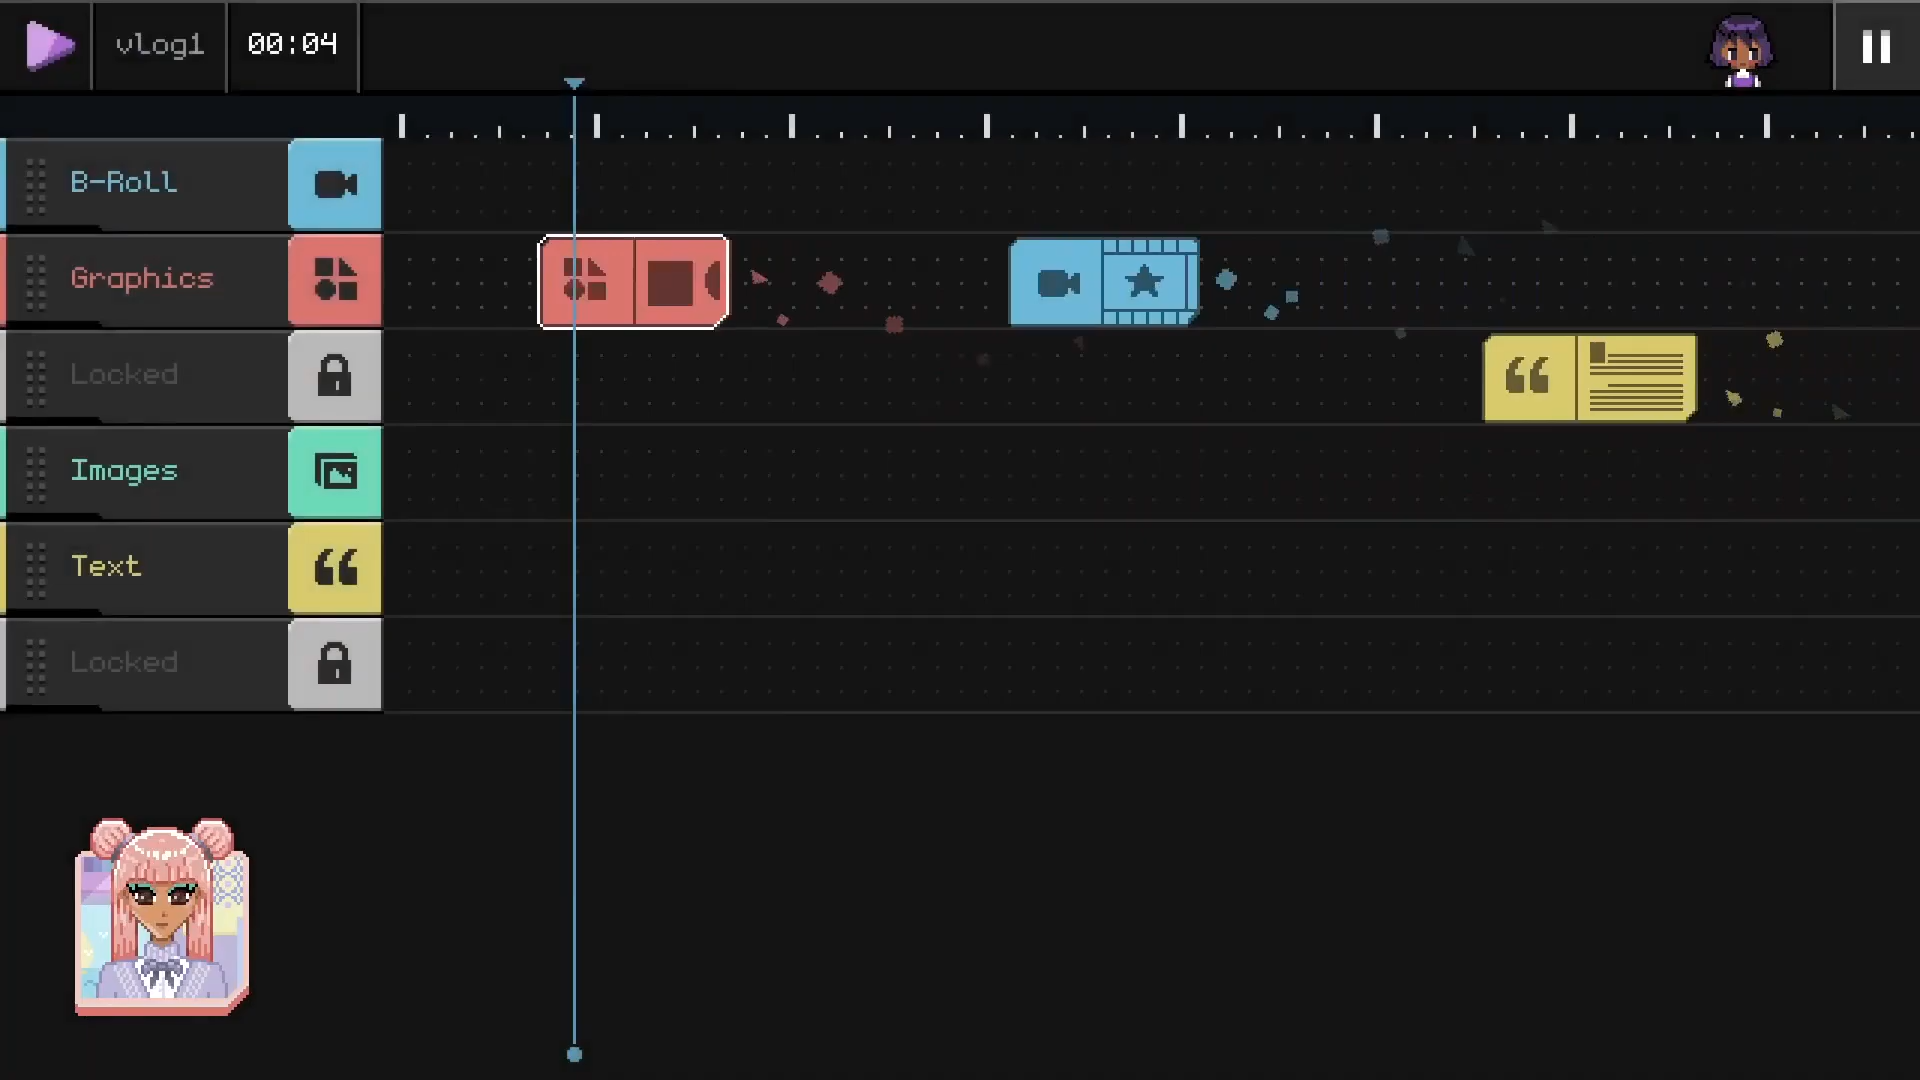 vlog1
00:04
B-Roll
Graphics
Locked
Images
Text
Locked